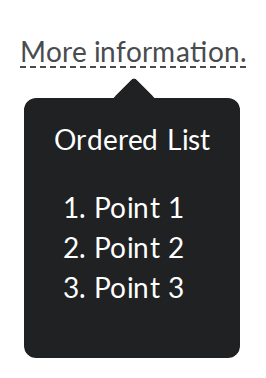 More information.
Ordered List
1. Point 1
2. Point 2
3. Point 3